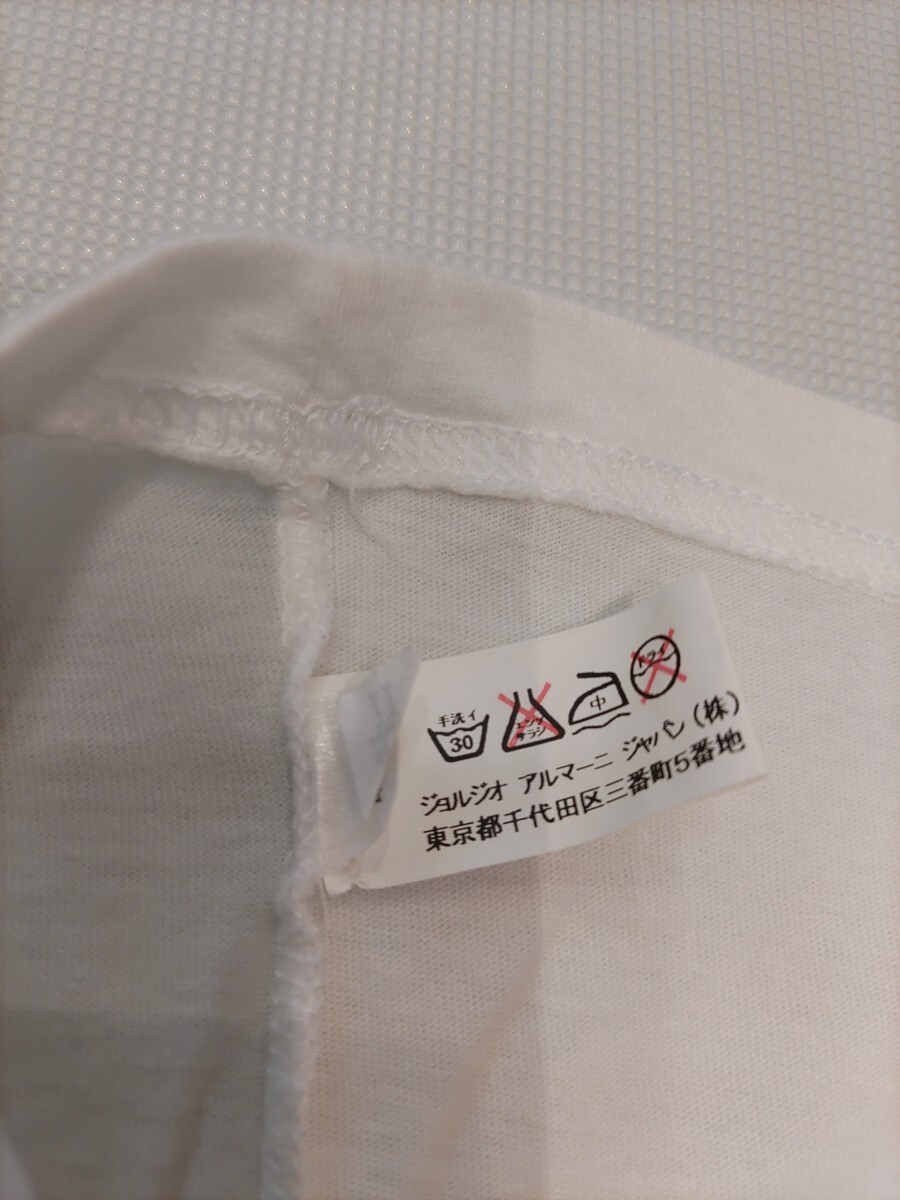 手洗イ
30
エンソ
サラシ
中
ドライ
ジョルジオ アルマーニ ジャパン(株)
東京都千代田区三番町5番地